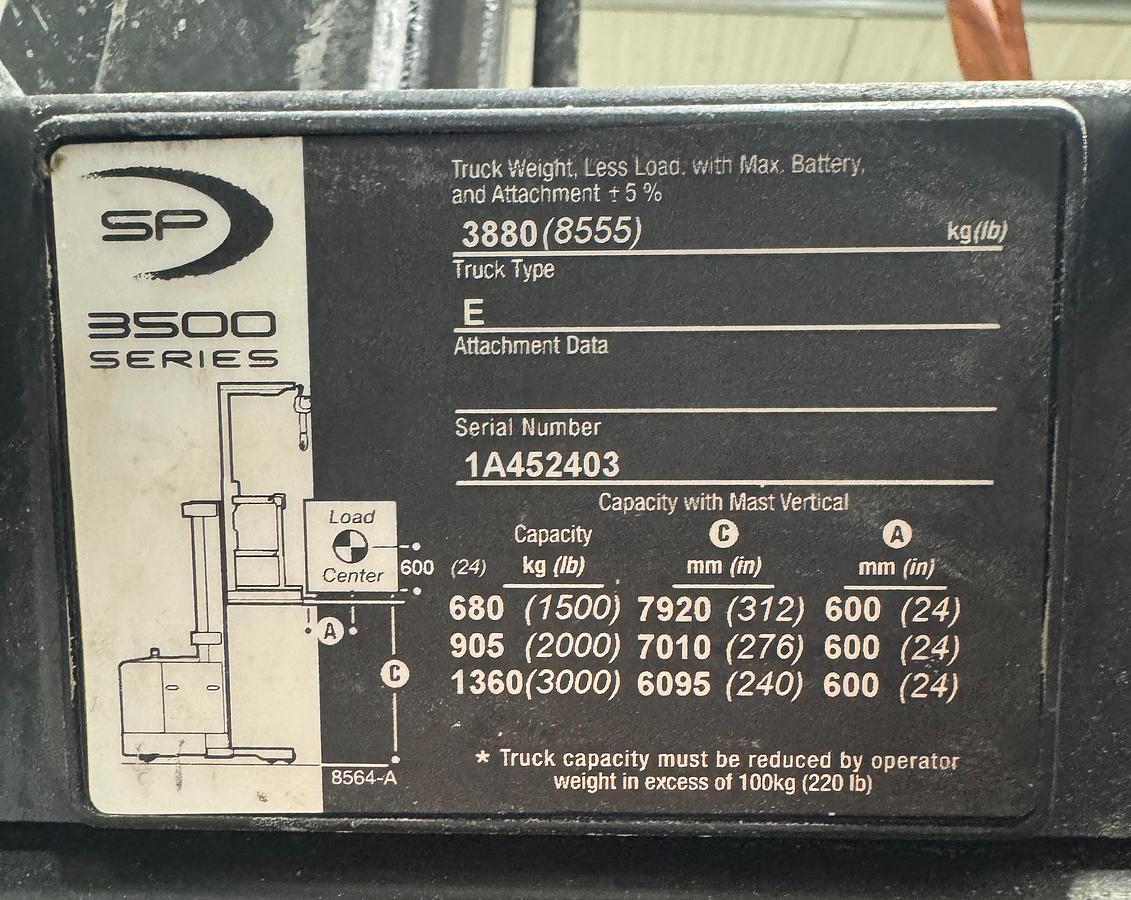 SP
3500
SERIES
Load
Center
600 (24)
A
C
8564-A
Truck Weight, Less Load, with Max. Battery,
and Attachment ± 5 %
3880 (8555) kg (lb)
Truck Type
E
Attachment Data
Serial Number
1A452403
Capacity with Mast Vertical
Capacity C A
kg (lb) mm (in) mm (in)
680 (1500) 7920 (312) 600 (24)
905 (2000) 7010 (276) 600 (24)
1360 (3000) 6095 (240) 600 (24)
* Truck capacity must be reduced by operator
weight in excess of 100kg (220 lb)